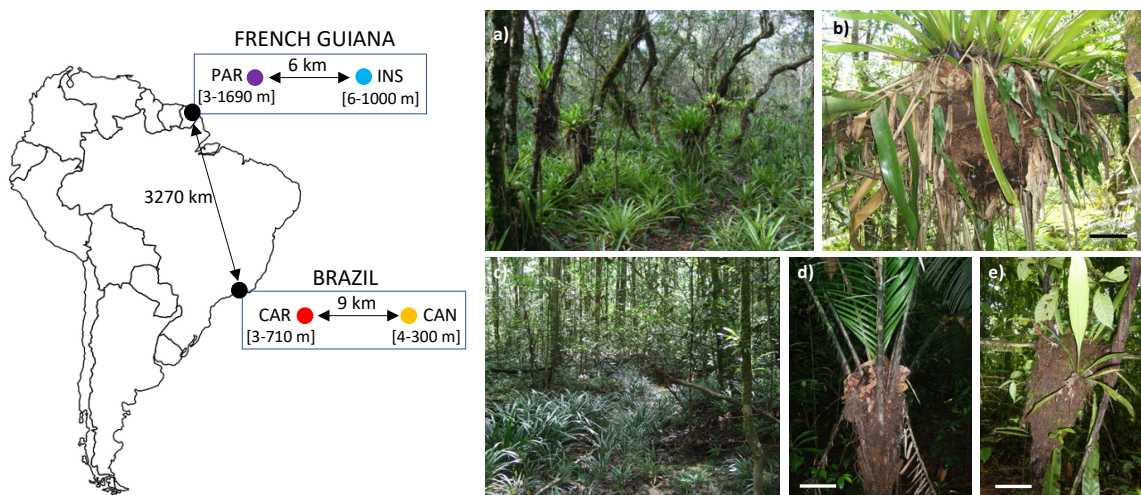 FRENCH GUIANA
6 km
PAR
INS
[3-1690 m]
[6-1000 m]
3270 km
BRAZIL
9 km
CAR
CAN
[3-710 m]
[4-300 m]
a)
b)
c)
d)
e)